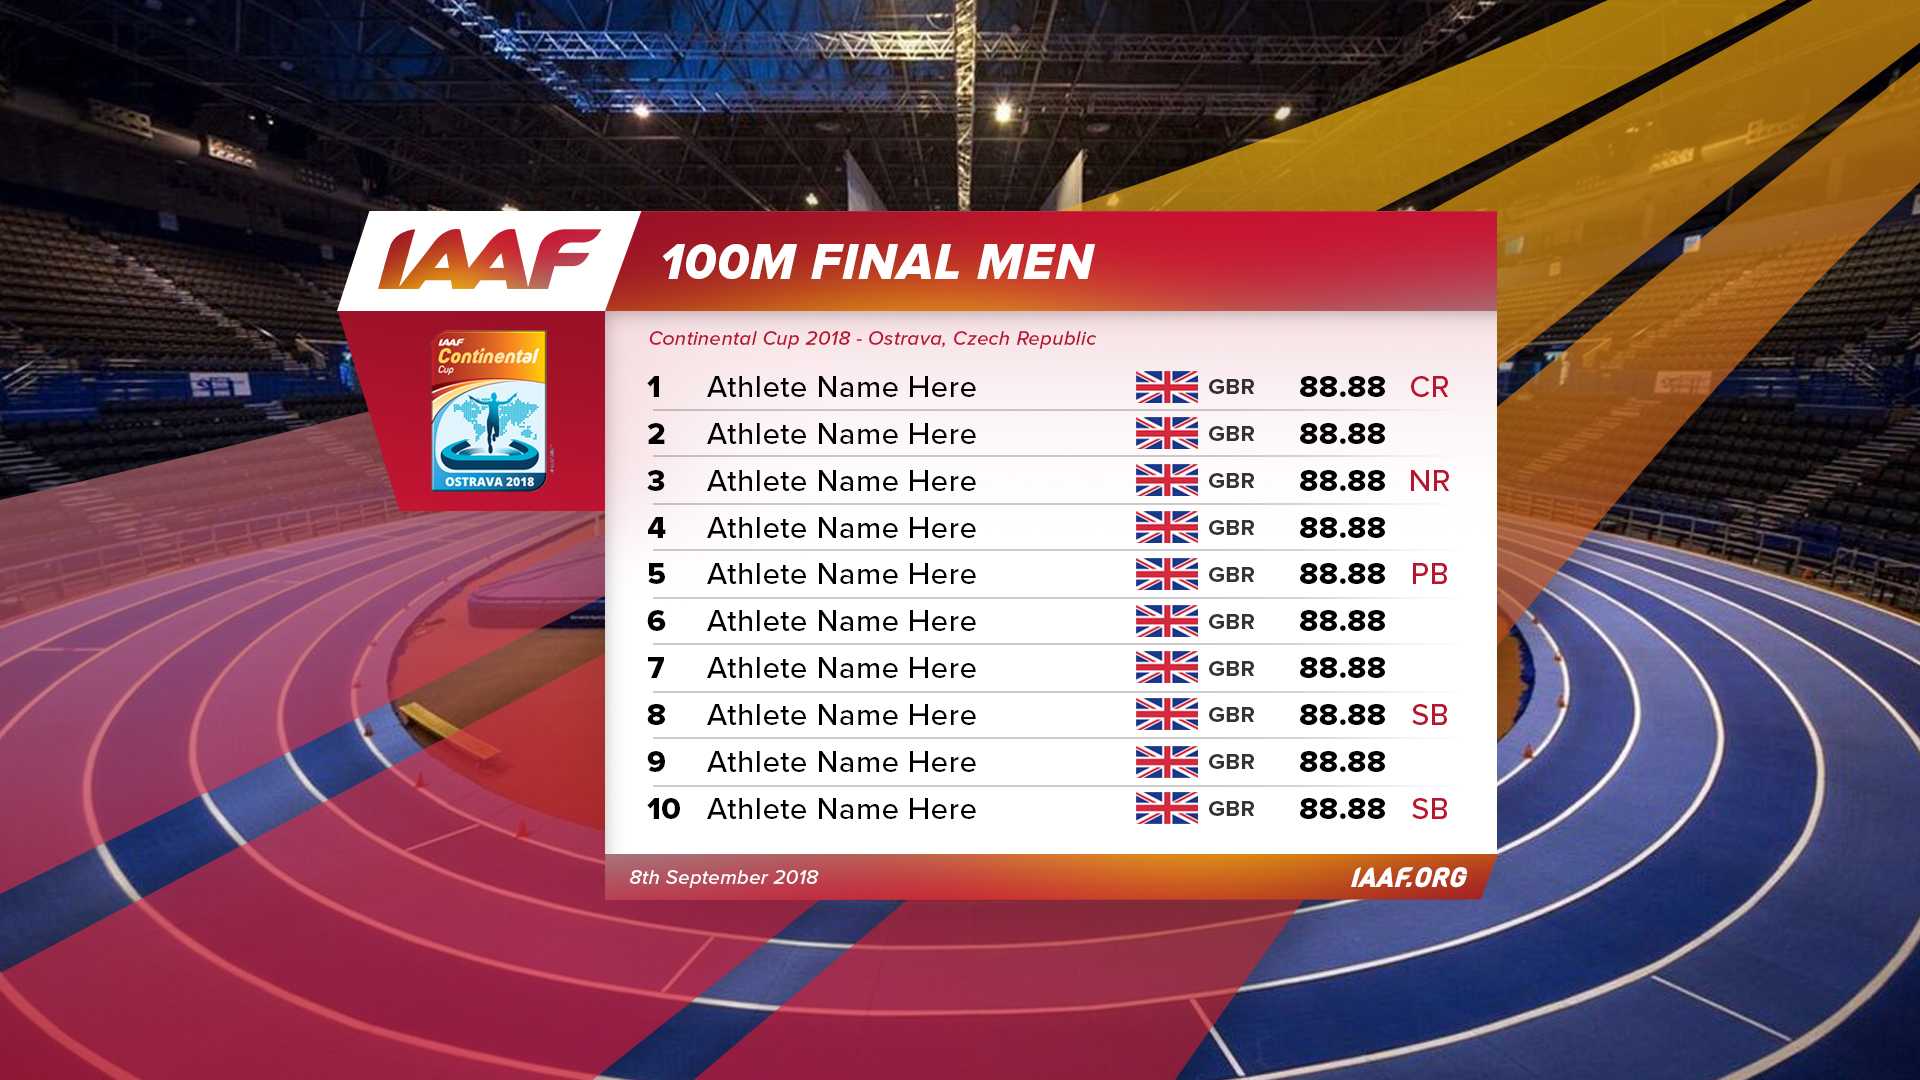 IAAF
100M FINAL MEN
IAAF
Continental
Cup
OSTRAVA 2018
Continental Cup 2018 - Ostrava, Czech Republic
1 Athlete Name Here GBR 88.88 CR
2 Athlete Name Here GBR 88.88
3 Athlete Name Here GBR 88.88 NR
4 Athlete Name Here GBR 88.88
5 Athlete Name Here GBR 88.88 PB
6 Athlete Name Here GBR 88.88
7 Athlete Name Here GBR 88.88
8 Athlete Name Here GBR 88.88 SB
9 Athlete Name Here GBR 88.88
10 Athlete Name Here GBR 88.88 SB
8th September 2018
IAAF.ORG